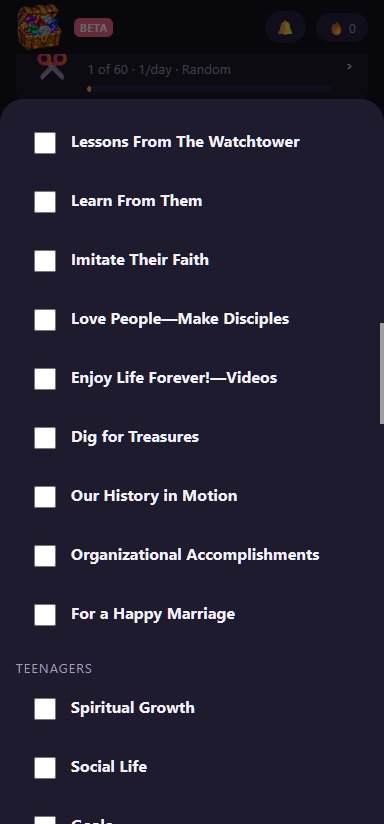 BETA
0
1 of 60 · 1/day · Random
Lessons From The Watchtower
Learn From Them
Imitate Their Faith
Love People—Make Disciples
Enjoy Life Forever!—Videos
Dig for Treasures
Our History in Motion
Organizational Accomplishments
For a Happy Marriage
TEENAGERS
Spiritual Growth
Social Life
Goals